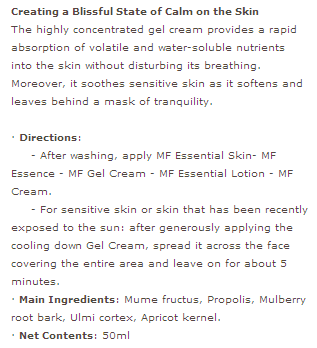 Creating a Blissful State of Calm on the Skin
The highly concentrated gel cream provides a rapid
absorption of volatile and water-soluble nutrients
into the skin without disturbing its breathing.
Moreover, it soothes sensitive skin as it softens and
leaves behind a mask of tranquility.
· Directions:
- After washing, apply MF Essential Skin- MF
Essence - MF Gel Cream - MF Essential Lotion - MF
Cream.
- For sensitive skin or skin that has been recently
exposed to the sun: after generously applying the
cooling down Gel Cream, spread it across the face
covering the entire area and leave on for about 5
minutes.
· Main Ingredients: Mume fructus, Propolis, Mulberry
root bark, Ulmi cortex, Apricot kernel.
· Net Contents: 50ml